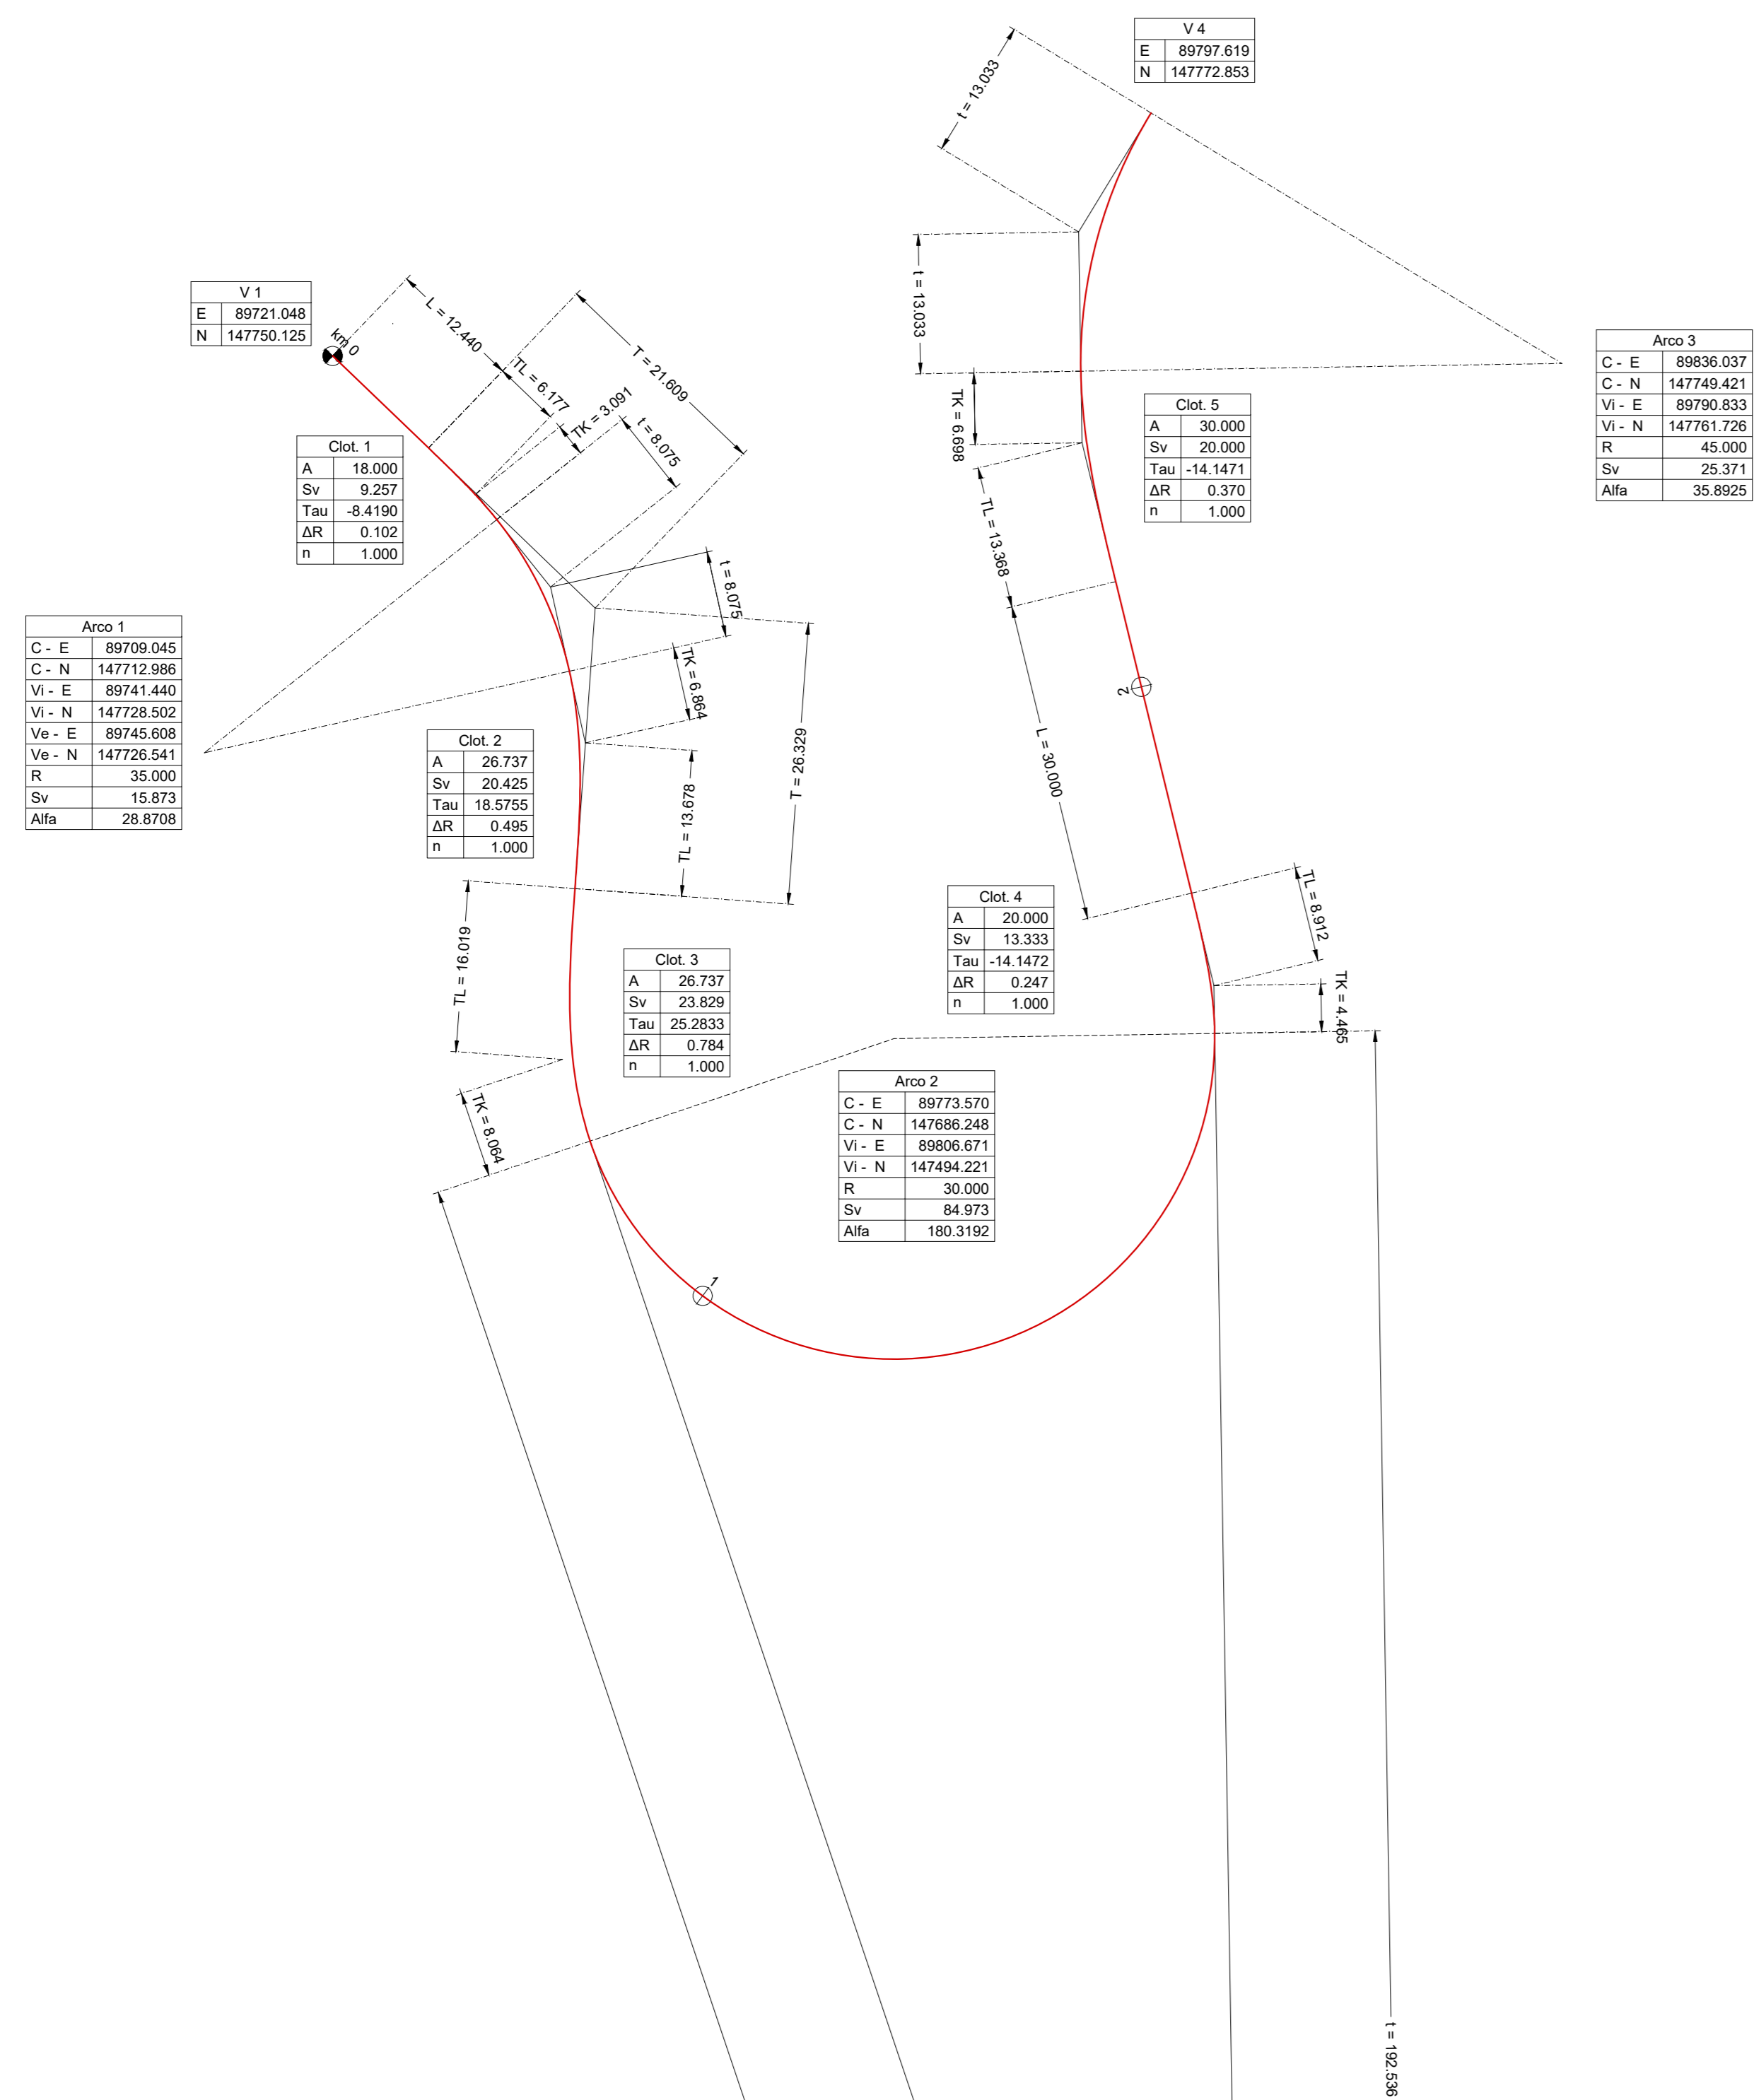 V 4
E 89797.619
N 147772.853
t = 13.033
V 1
E 89721.048
N 147750.125
km 0
L = 12.440
T = 21.609
TL = 6.177
TK = 3.091
t = 8.075
t = 13.033
Arco 3
C - E 89836.037
C - N 147749.421
Vi - E 89790.833
Vi - N 147761.726
R 45.000
Sv 25.371
Alfa 35.8925
TK = 6.698
Clot. 5
A 30.000
Sv 20.000
Tau -14.1471
ΔR 0.370
n 1.000
Clot. 1
A 18.000
Sv 9.257
Tau -8.4190
ΔR 0.102
n 1.000
TL = 13.368
t = 8.075
Arco 1
C - E 89709.045
C - N 147712.986
Vi - E 89741.440
Vi - N 147728.502
Ve - E 89745.608
Ve - N 147726.541
R 35.000
Sv 15.873
Alfa 28.8708
TK = 6.864
2
T = 26.329
L = 30.000
Clot. 2
A 26.737
Sv 20.425
Tau 18.5755
ΔR 0.495
n 1.000
TL = 13.678
TL = 8.912
Clot. 4
A 20.000
Sv 13.333
Tau -14.1472
ΔR 0.247
n 1.000
TL = 16.019
Clot. 3
A 26.737
Sv 23.829
Tau 25.2833
ΔR 0.784
n 1.000
TK = 4.465
TK = 8.064
Arco 2
C - E 89773.570
C - N 147686.248
Vi - E 89806.671
Vi - N 147494.221
R 30.000
Sv 84.973
Alfa 180.3192
1
t = 192.536